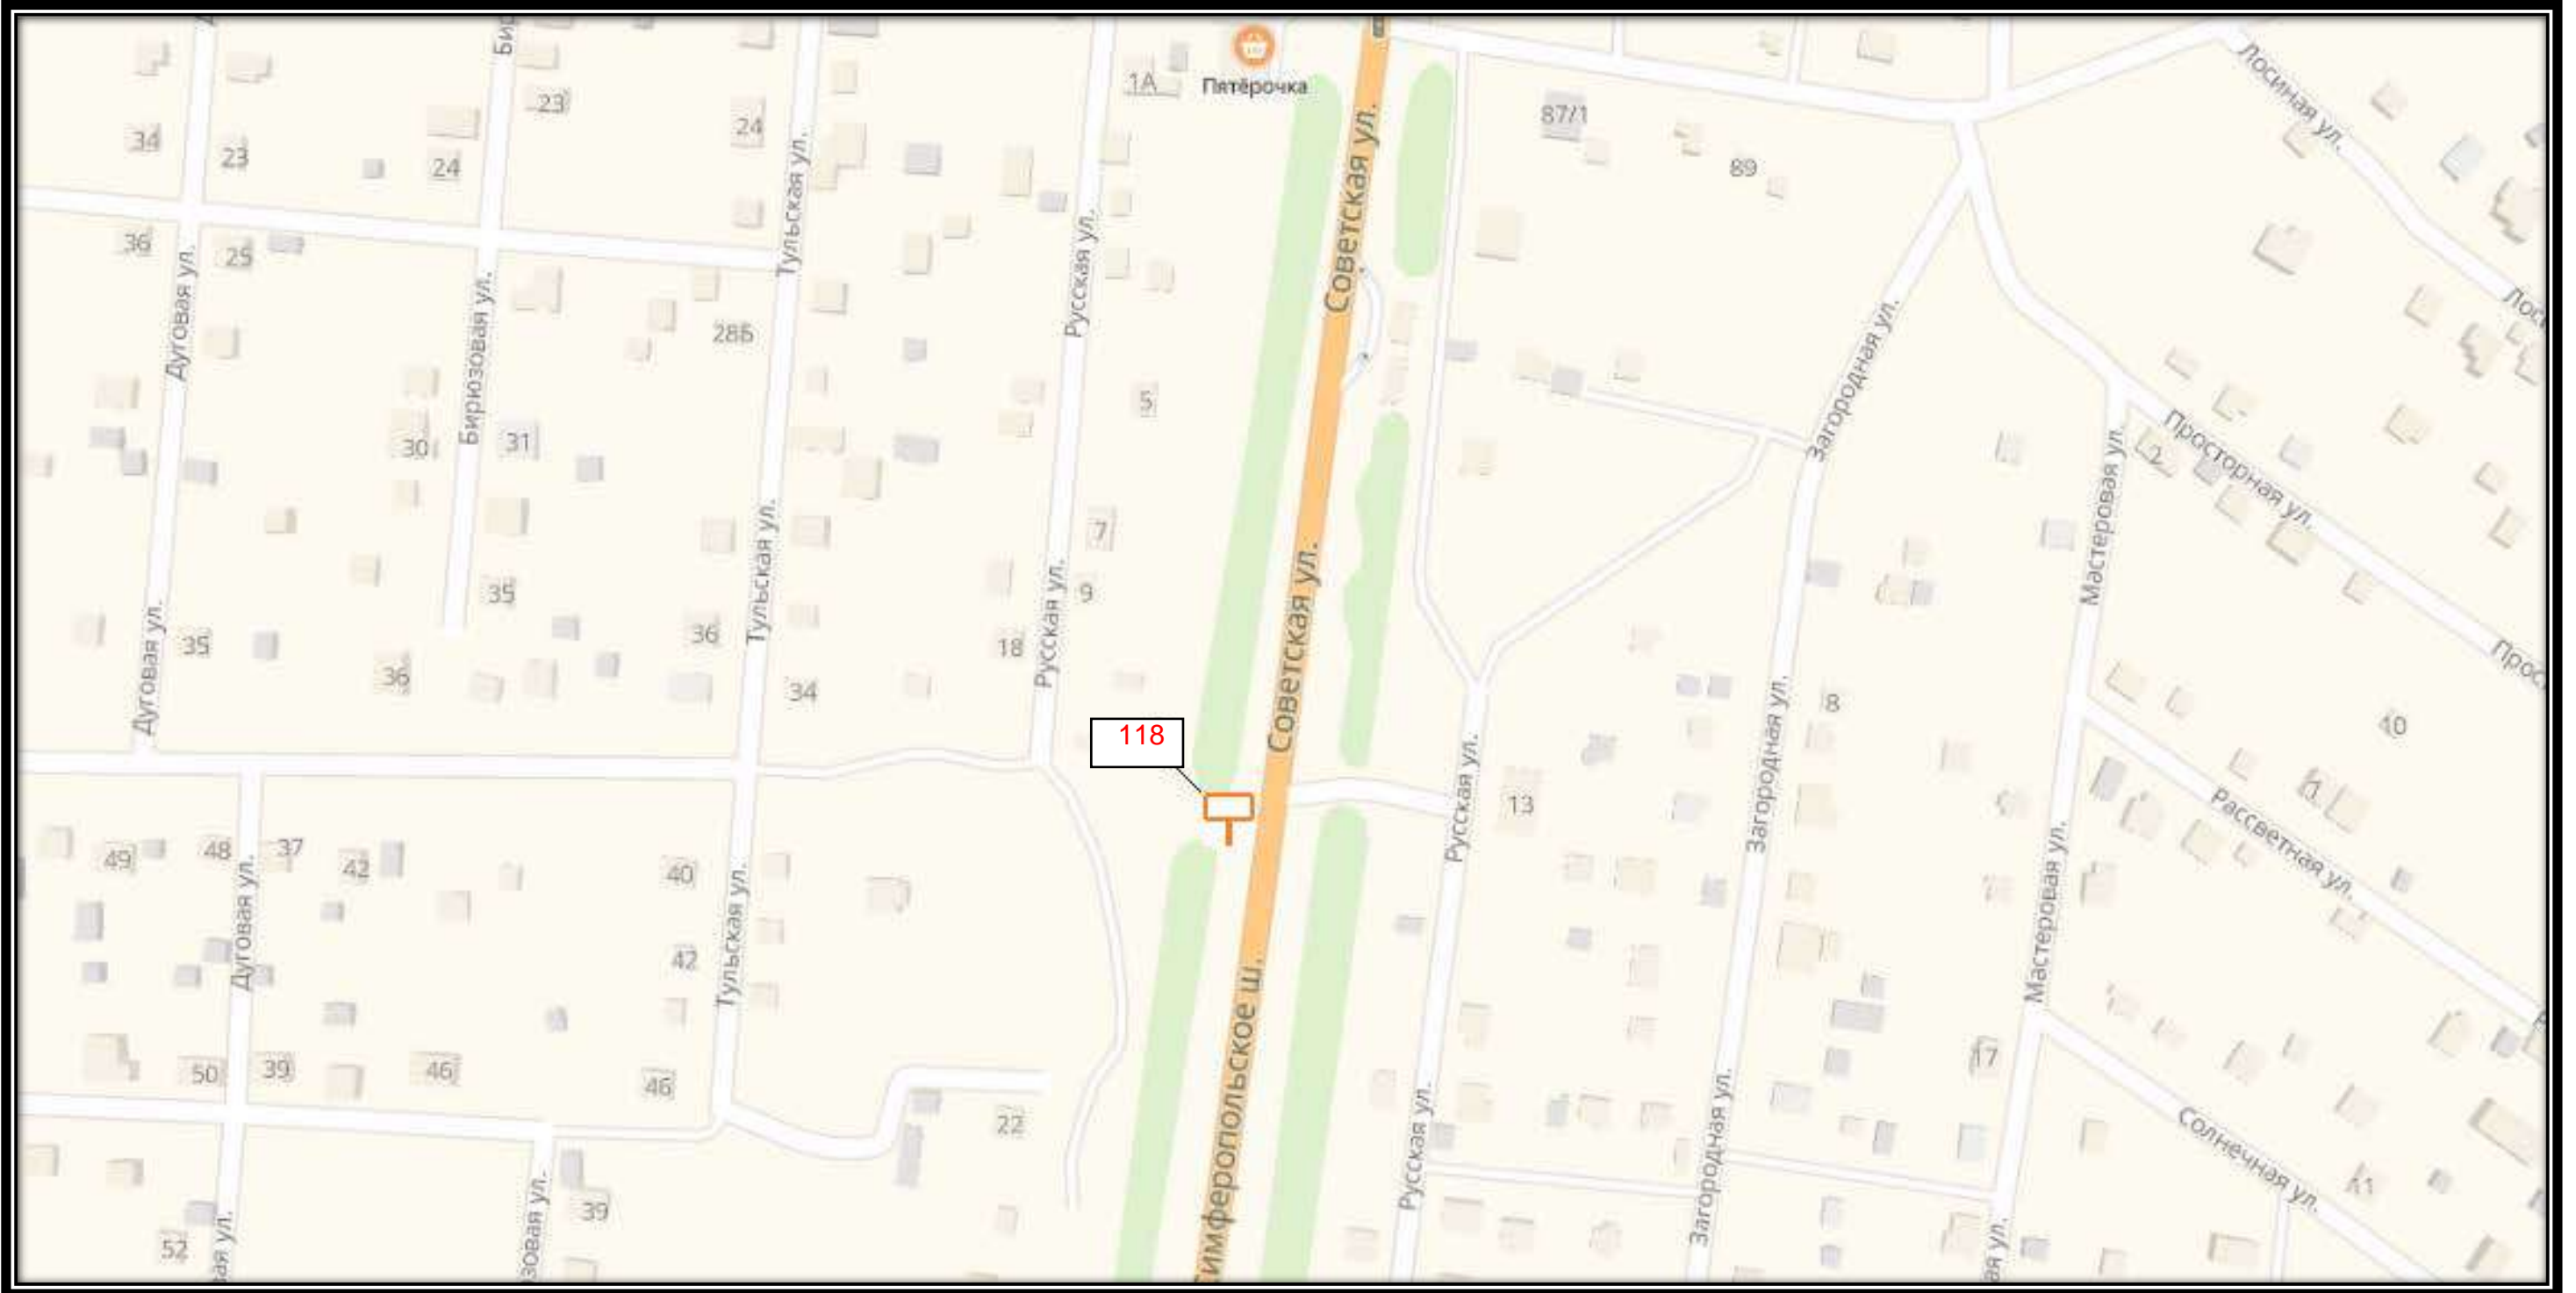 1А
Пятёрочка
Лосиная ул.
23
24
34
23
24
87/1
89
Тульская ул.
Советская ул.
36
25
Дуговая ул.
Бирюзовая ул.
Русская ул.
28Б
5
Загородная ул.
30
31
2
Просторная ул.
Мастеровая ул.
7
Тульская ул.
Русская ул.
9
Советская ул.
35
35
36
36
18
34
Дуговая ул.
8
40
118
Русская ул.
13
Загородная ул.
Рассветная ул.
49
48
37
42
40
Дуговая ул.
Тульская ул.
42
Мастеровая ул.
Симферопольское ш.
50
39
46
46
22
17
Русская ул.
Загородная ул.
Солнечная ул.
39
52